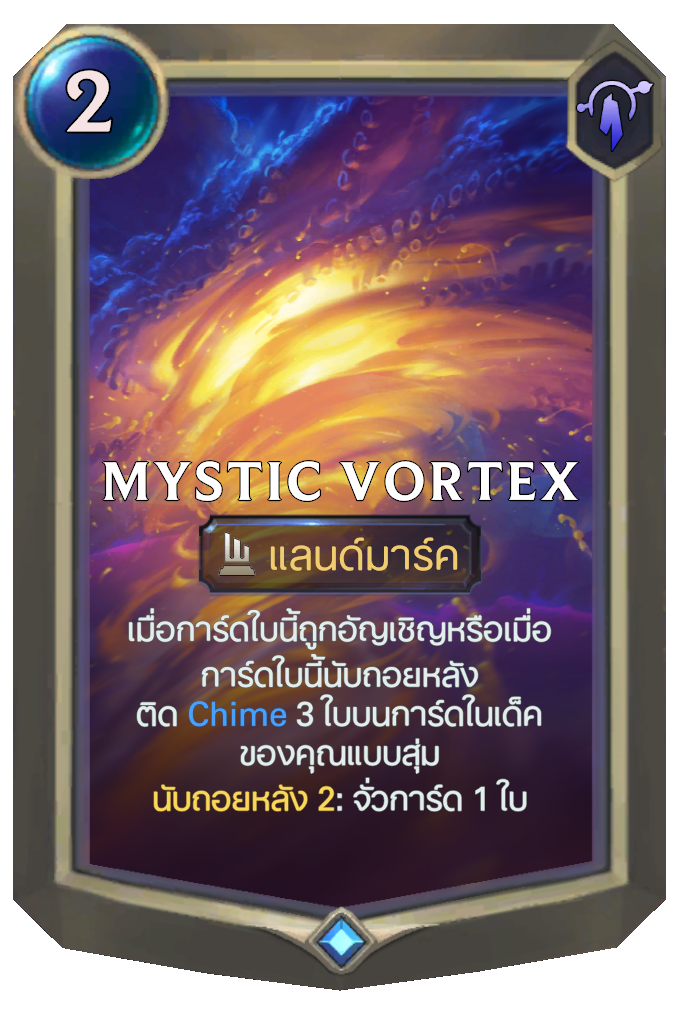 2
MYSTIC VORTEX
แลนด์มาร์ค
เมื่อการ์ดใบนี้ถูกอัญเชิญหรือเมื่อ
การ์ดใบนี้นับถอยหลัง
ติด Chime 3 ใบบนการ์ดในเด็ค
ของคุณแบบสุ่ม
นับถอยหลัง 2: จั่วการ์ด 1 ใบ